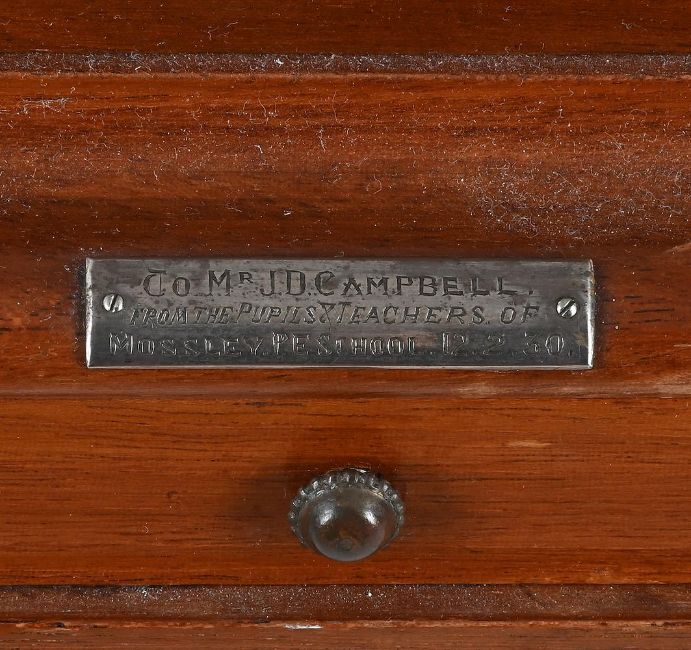 To Mr J.D. CAMPBELL.
FROM THE PUPILS & TEACHERS OF
MOSSLEY. P.E SCHOOL. 12.2.30.